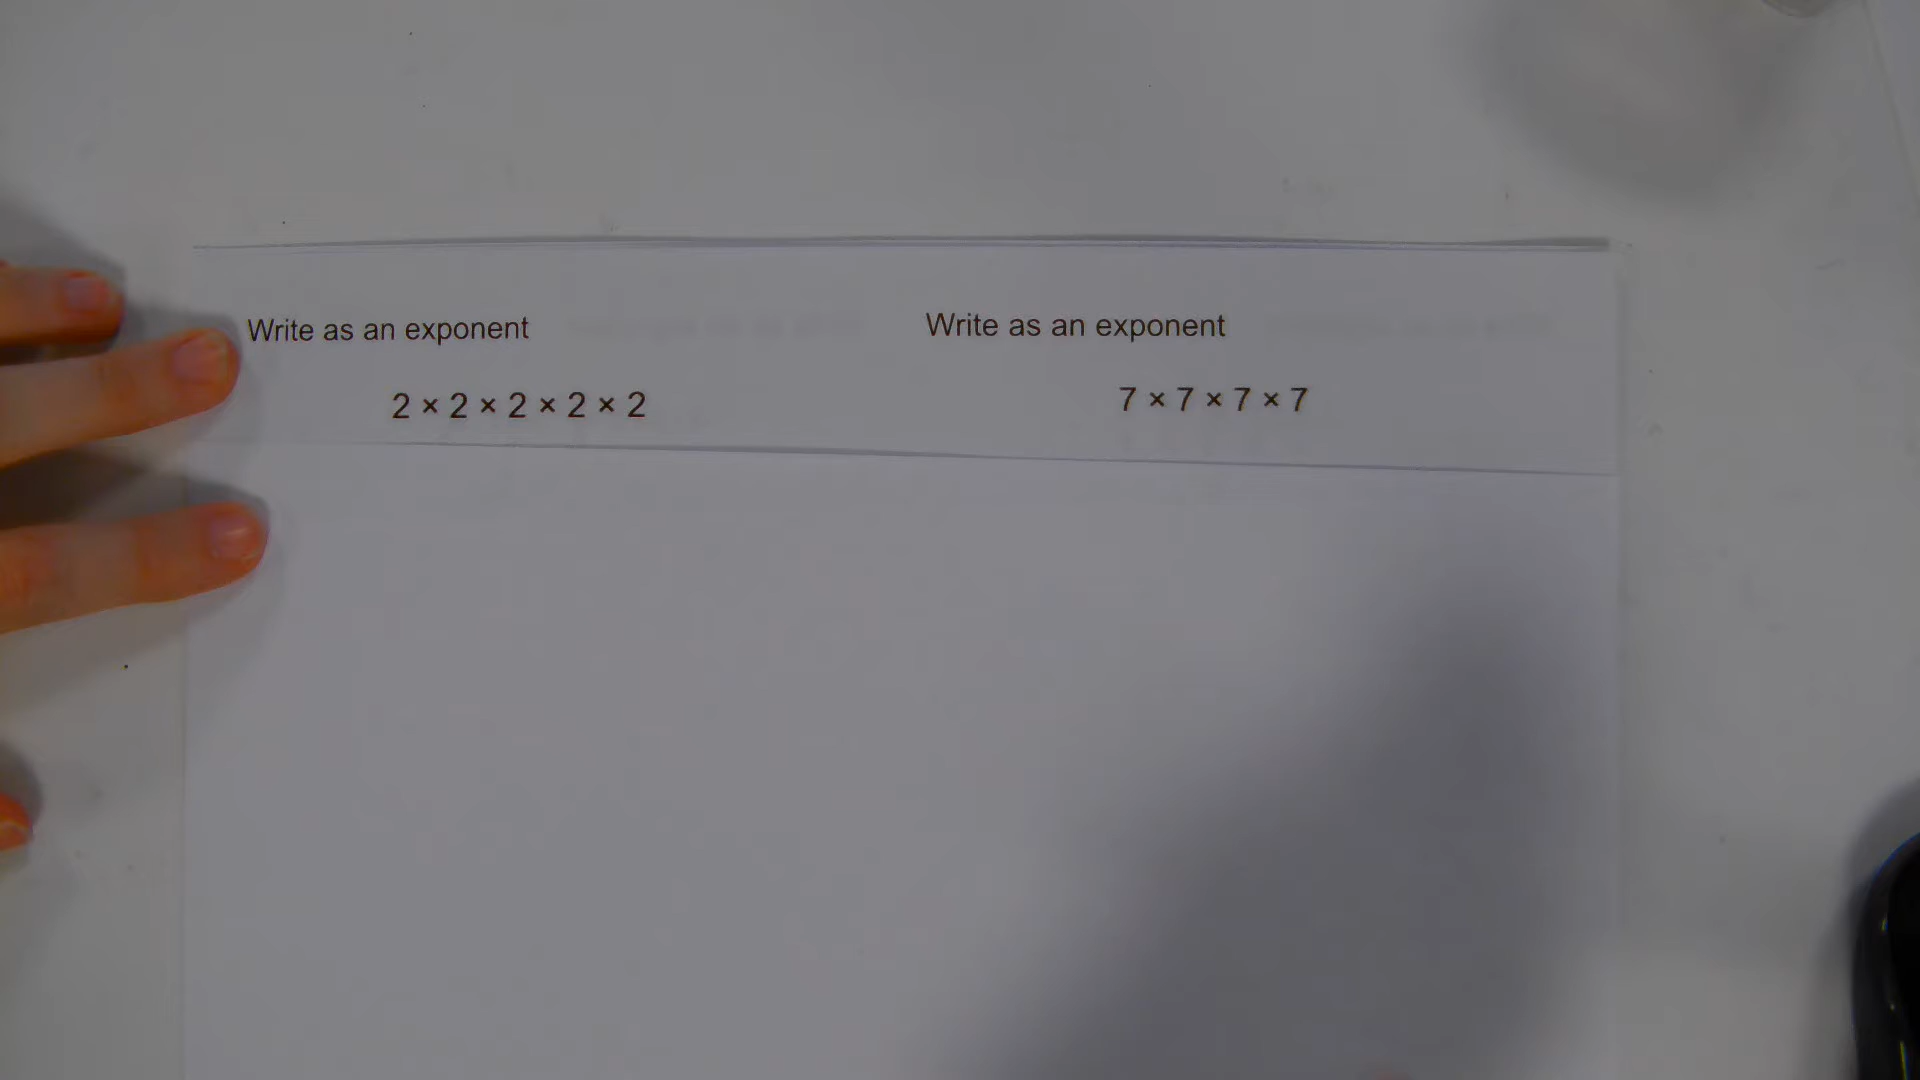 Write as an exponent
2 × 2 × 2 × 2 × 2
Write as an exponent
7 × 7 × 7 × 7